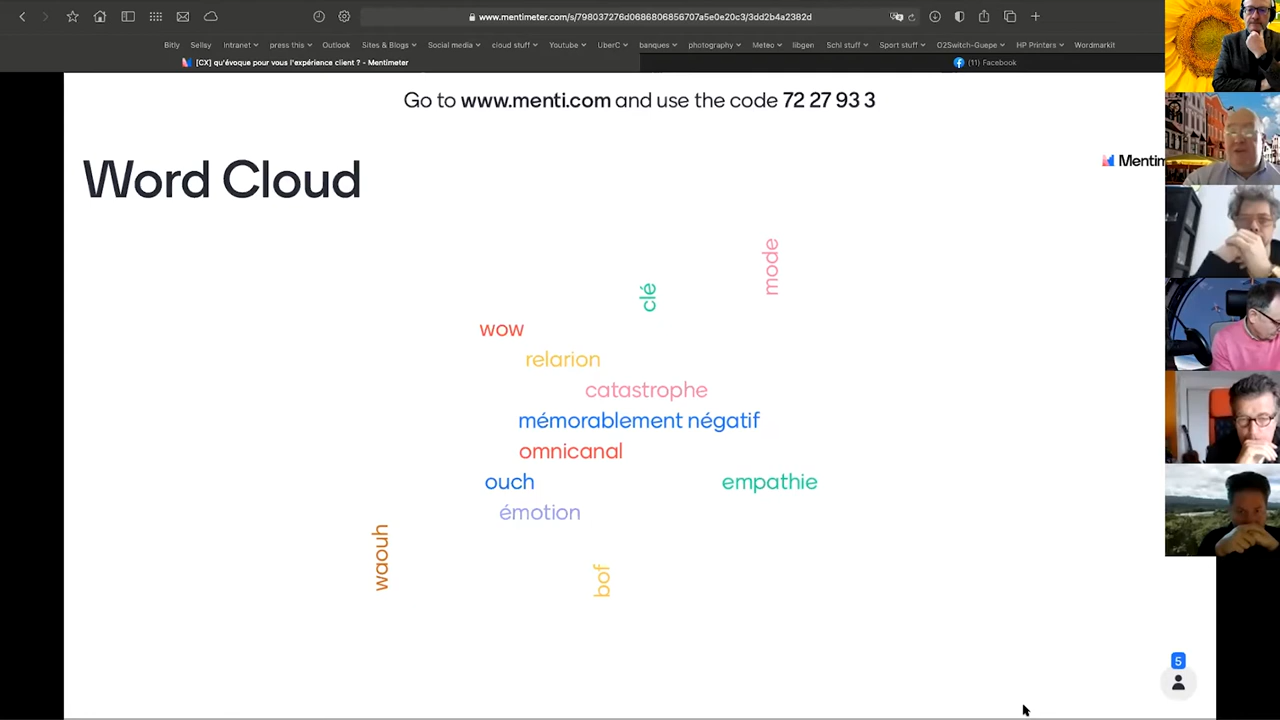 www.mentimeter.com/s/798037276d0686806856707a5e0e20c3/3dd2b4a2382d
Bitly Sellsy Intranet press this Outlook Sites & Blogs Social media cloud stuff Youtube UberC banques photography Meteo libgen Schl stuff Sport stuff O2Switch-Guepe HP Printers Wordmarkit
[CX] qu'évoque pour vous l'expérience client ? - Mentimeter
(11) Facebook
Go to www.menti.com and use the code 72 27 93 3
Word Cloud
Mentim
mode
clé
wow
relarion
catastrophe
mémorablement négatif
omnicanal
ouch
empathie
émotion
waouh
bof
5